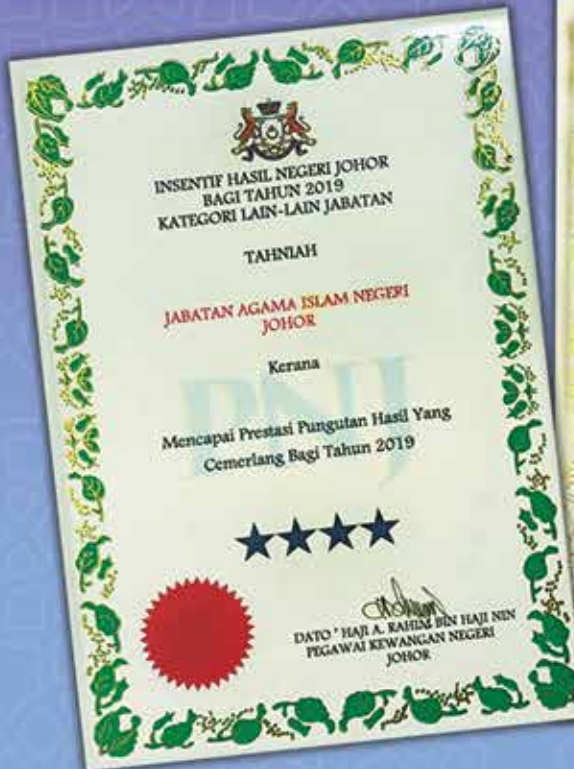 INSENTIF HASIL NEGERI JOHOR
BAGI TAHUN 2019
KATEGORI LAIN-LAIN JABATAN
TAHNIAH
JABATAN AGAMA ISLAM NEGERI
JOHOR
Kerana
PNJ
Mencapai Prestasi Pungutan Hasil Yang
Cemerlang Bagi Tahun 2019
DATO' HAJI A. RAHIM BIN HAJI NIN
PEGAWAI KEWANGAN NEGERI
JOHOR